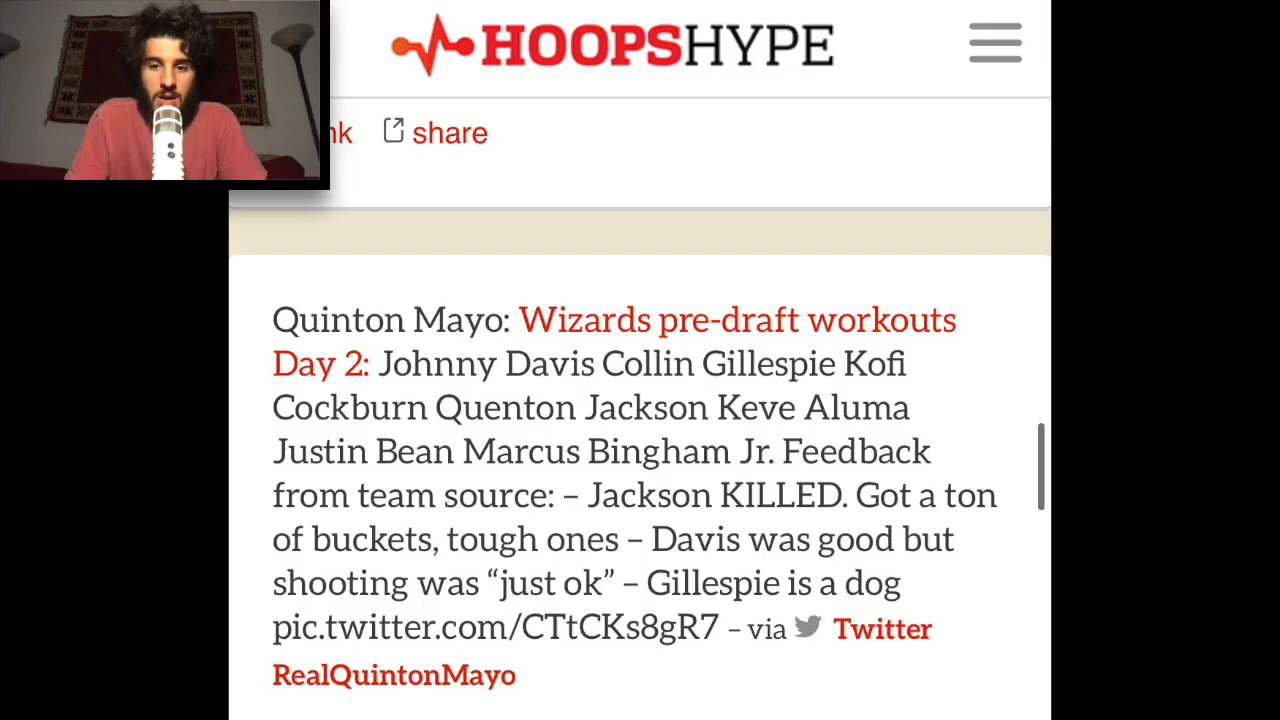 HOOPSHYPE
nk share
Quinton Mayo: Wizards pre-draft workouts
Day 2: Johnny Davis Collin Gillespie Kofi
Cockburn Quenton Jackson Keve Aluma
Justin Bean Marcus Bingham Jr. Feedback
from team source: – Jackson KILLED. Got a ton
of buckets, tough ones – Davis was good but
shooting was “just ok” – Gillespie is a dog
pic.twitter.com/CTtCKs8gR7 – via Twitter
RealQuintonMayo